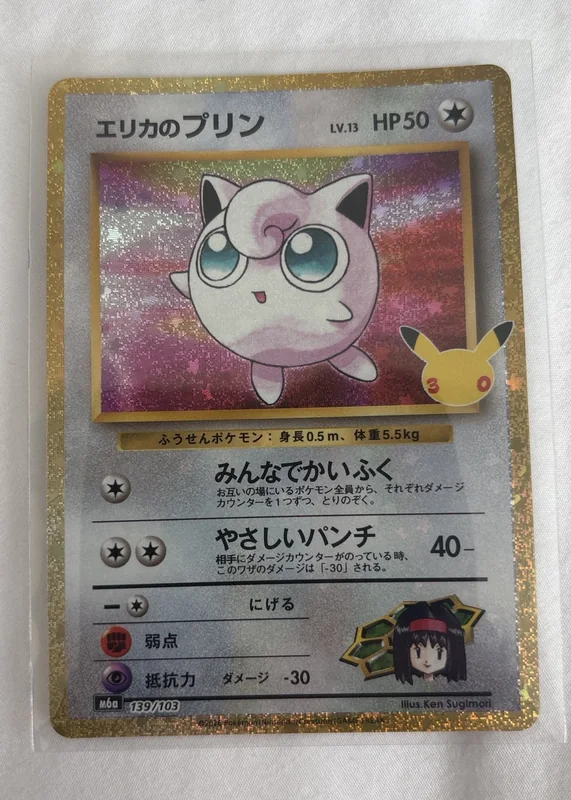 エリカのプリン
LV.13 HP50
30
ふうせんポケモン：身長0.5m、体重5.5kg
みんなでかいふく
お互いの場にいるポケモン全員から、それぞれダメージ
カウンターを1つずつ、とりのぞく。
やさしいパンチ 40−
相手にダメージカウンターがのっている時、
このワザのダメージは「-30」される。
にげる
弱点
抵抗力 ダメージ -30
M6a 139/103
Illus.Ken Sugimori